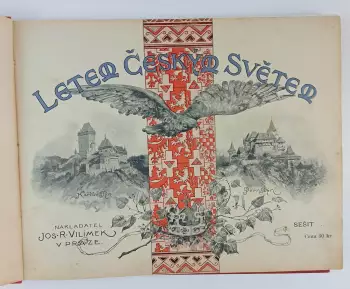 LETEM ČESKÝM SVĚTEM
NAKLADATEL
JOS. R. VILÍMEK
V PRAZE.
SEŠIT